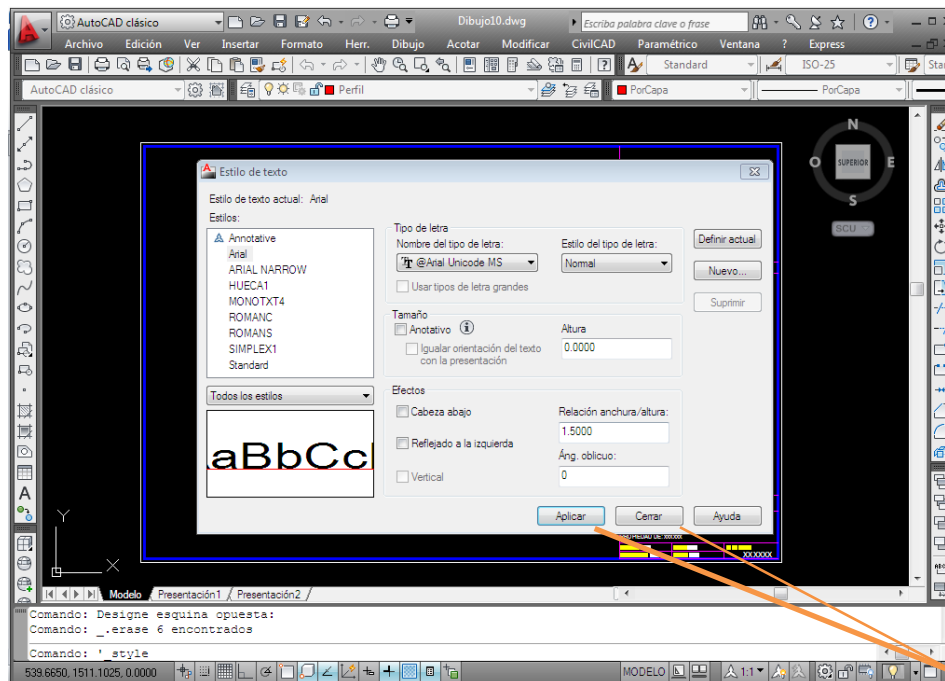 AutoCAD clásico
Dibujo10.dwg
Escriba palabra clave o frase
Archivo Edición Ver Insertar Formato Herr. Dibujo Acotar Modificar CivilCAD Paramétrico Ventana ? Express
Standard ISO-25 Stan
AutoCAD clásico Perfil PorCapa PorCapa
N
O SUPERIOR E
S
SCU
Estilo de texto
Estilo de texto actual: Arial
Estilos:
Annotative
Arial
ARIAL NARROW
HUECA1
MONOTXT4
ROMANC
ROMANS
SIMPLEX1
Standard
Todos los estilos
aBbCc
Tipo de letra
Nombre del tipo de letra: Estilo del tipo de letra:
@Arial Unicode MS Normal
Usar tipos de letra grandes
Tamaño
Anotativo Altura
Igualar orientación del texto con la presentación 0.0000
Efectos
Cabeza abajo Relación anchura/altura:
1.5000
Reflejado a la izquierda
Áng. oblicuo:
Vertical 0
Definir actual
Nuevo...
Suprimir
Aplicar Cerrar Ayuda
XXXXXX
Y
X
A
Modelo Presentación1 Presentación2
Comando: Designe esquina opuesta:
Comando: _.erase 6 encontrados
Comando: '_style
539.6650, 1511.1025, 0.0000 MODELO 1:1